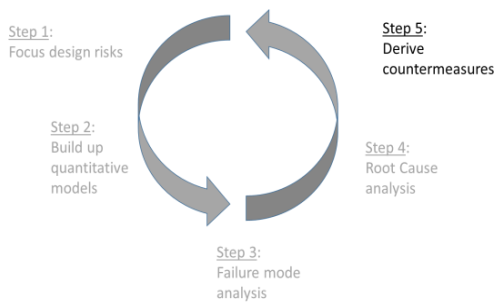 Step 1:
Focus design risks
Step 2:
Build up
quantitative
models
Step 3:
Failure mode
analysis
Step 4:
Root Cause
analysis
Step 5:
Derive
countermeasures